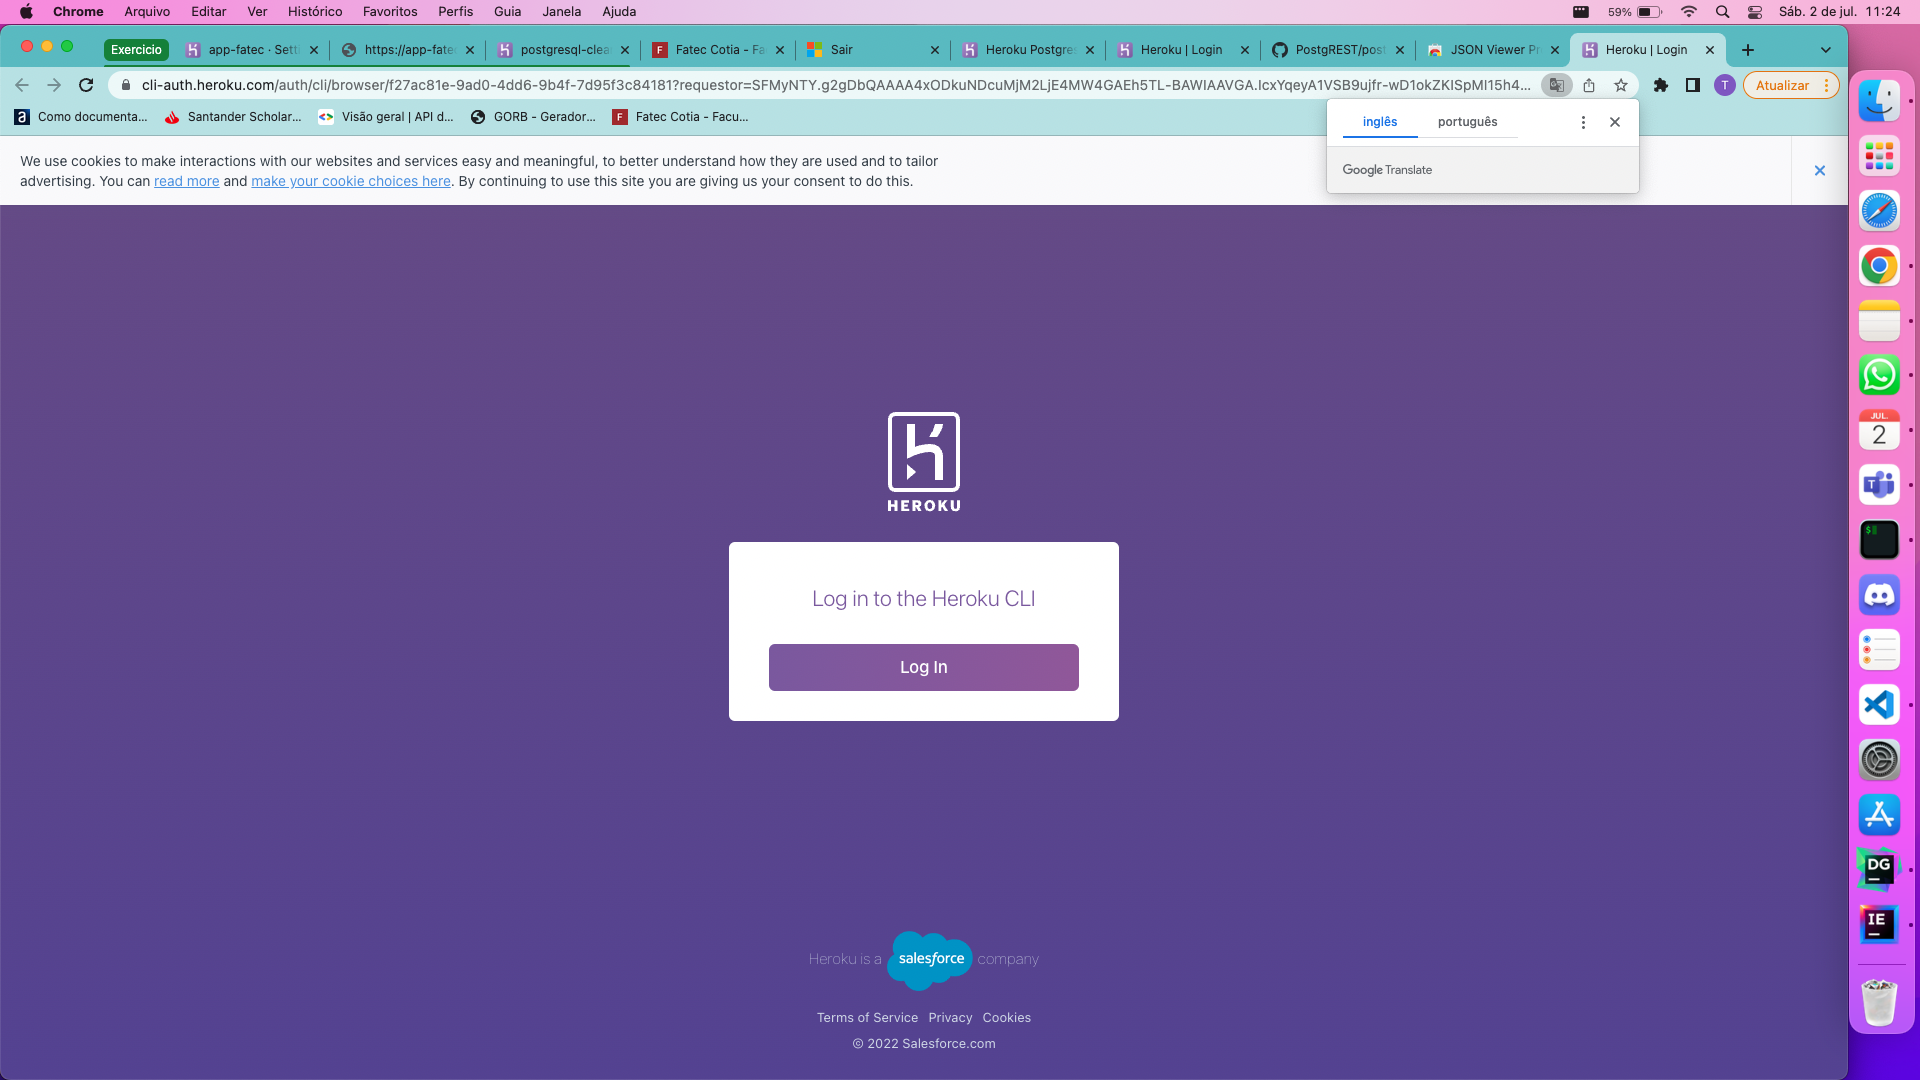 Chrome Arquivo Editar Ver Histórico Favoritos Perfis Guia Janela Ajuda 59% Sáb. 2 de jul. 11:24
Exercicio app-fatec · Setti https://app-fate postgresql-clea Fatec Cotia - Fa Sair Heroku Postgres Heroku | Login PostgREST/post JSON Viewer Pr Heroku | Login
cli-auth.heroku.com/auth/cli/browser/f27ac81e-9ad0-4dd6-9b4f-7d95f3c84181?requestor=SFMyNTY.g2gDbQAAAA4xODkuNDcuMjM2LjE4MW4GAEh5TL-BAWIAAVGA.IcxYqeyA1VSB9ujfr-wD1okZKISpMI15h4... T Atualizar
Como documenta... Santander Scholar... Visão geral | API d... GORB - Gerador... Fatec Cotia - Facu...
inglês português
Google Translate
We use cookies to make interactions with our websites and services easy and meaningful, to better understand how they are used and to tailor
advertising. You can read more and make your cookie choices here. By continuing to use this site you are giving us your consent to do this.
HEROKU
Log in to the Heroku CLI
Log In
Heroku is a salesforce company
Terms of Service Privacy Cookies
© 2022 Salesforce.com
JUL.
2
T
$
DG
IE